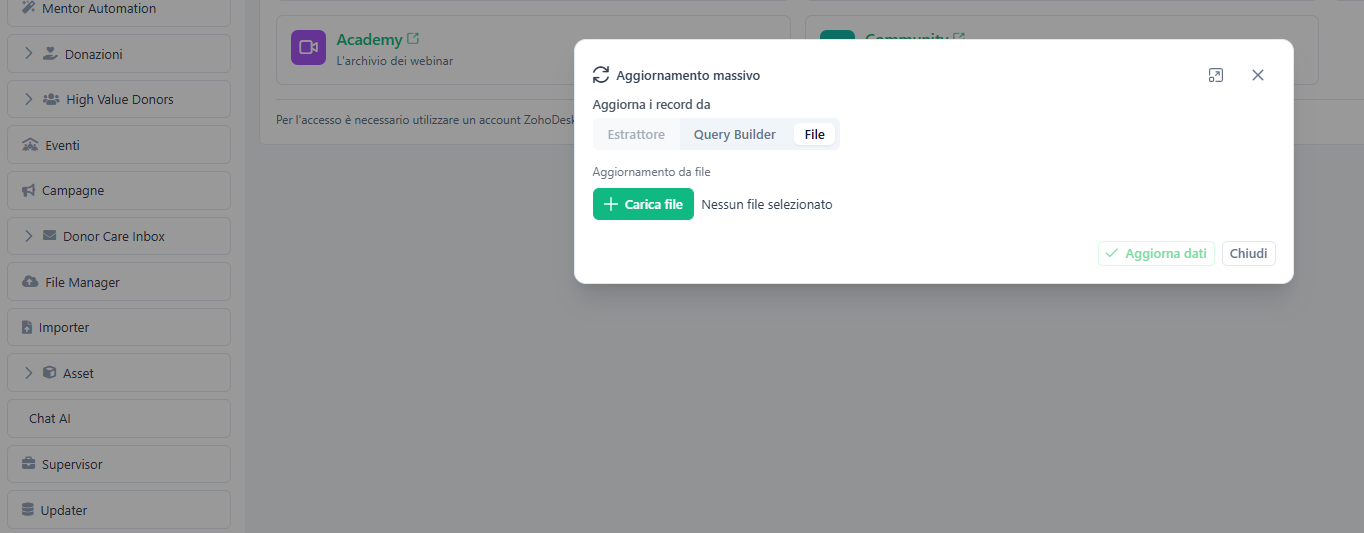 Mentor Automation
Donazioni
High Value Donors
Eventi
Campagne
Donor Care Inbox
File Manager
Importer
Asset
Chat AI
Supervisor
Updater
Academy
L'archivio dei webinar
Community
Per l'accesso è necessario utilizzare un account ZohoDesk
Aggiornamento massivo
Aggiorna i record da
Estrattore Query Builder File
Aggiornamento da file
Carica file Nessun file selezionato
Aggiorna dati Chiudi